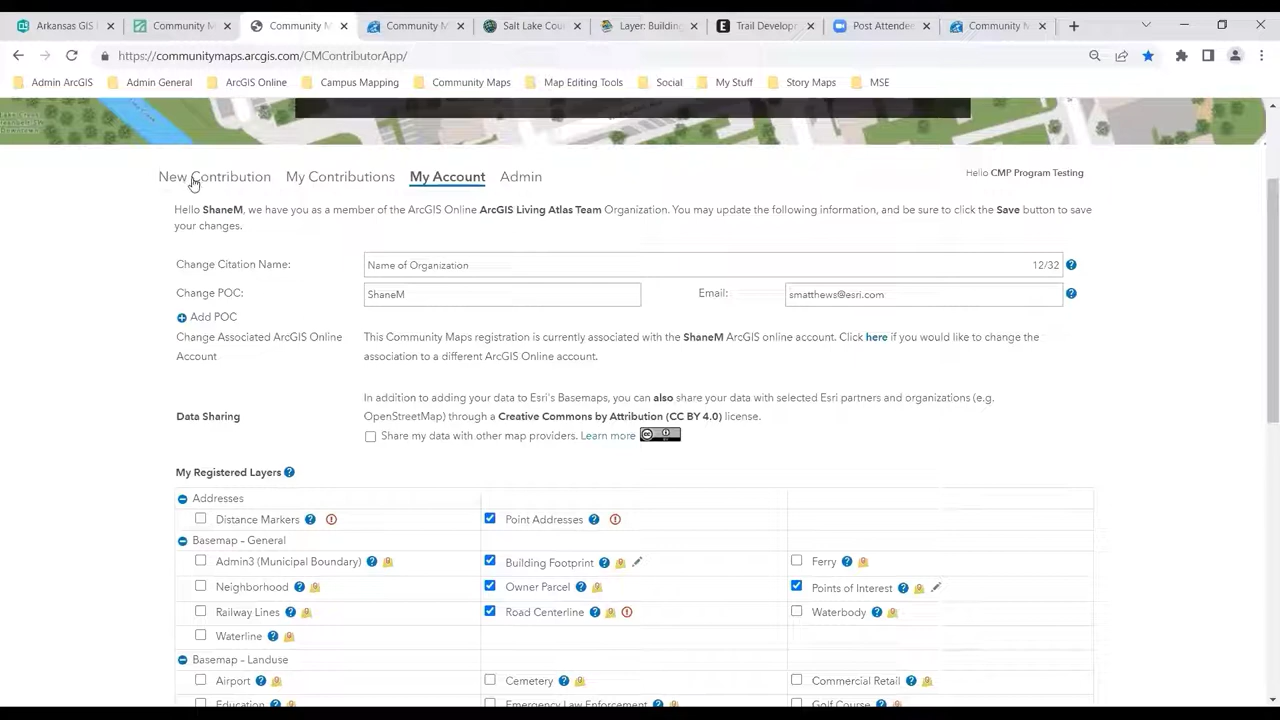 Arkansas GIS
Community M
Community M
Community M
Salt Lake Cou
Layer: Building
Trail Develop
Post Attendee
Community M
https://communitymaps.arcgis.com/CMContributorApp/
Admin ArcGIS
Admin General
ArcGIS Online
Campus Mapping
Community Maps
Map Editing Tools
Social
My Stuff
Story Maps
MSE
New Contribution My Contributions My Account Admin
Hello CMP Program Testing
Hello ShaneM, we have you as a member of the ArcGIS Online ArcGIS Living Atlas Team Organization. You may update the following information, and be sure to click the Save button to save
your changes.
Change Citation Name: Name of Organization 12/32
Change POC: ShaneM Email: smatthews@esri.com
Add POC
Change Associated ArcGIS Online
Account
This Community Maps registration is currently associated with the ShaneM ArcGIS online account. Click here if you would like to change the
association to a different ArcGIS Online account.
Data Sharing
In addition to adding your data to Esri's Basemaps, you can also share your data with selected Esri partners and organizations (e.g.
OpenStreetMap) through a Creative Commons by Attribution (CC BY 4.0) license.
Share my data with other map providers. Learn more
My Registered Layers
Addresses
Distance Markers Point Addresses
Basemap – General
Admin3 (Municipal Boundary) Building Footprint Ferry
Neighborhood Owner Parcel Points of Interest
Railway Lines Road Centerline Waterbody
Waterline
Basemap – Landuse
Airport Cemetery Commercial Retail
Education Emergency Law Enforcement Golf Course